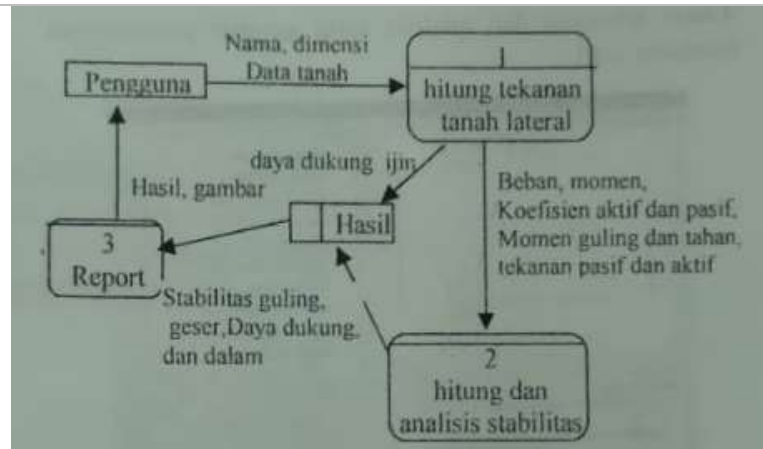 Nama, dimensi
Data tanah
Pengguna
1
hitung tekanan
tanah lateral
daya dukung ijin
Beban, momen,
Koefisien aktif dan pasif,
Momen guling dan tahan,
tekanan pasif dan aktif
Hasil, gambar
Hasil
3
Report
Stabilitas guling,
geser,Daya dukung,
dan dalam
2
hitung dan
analisis stabilitas